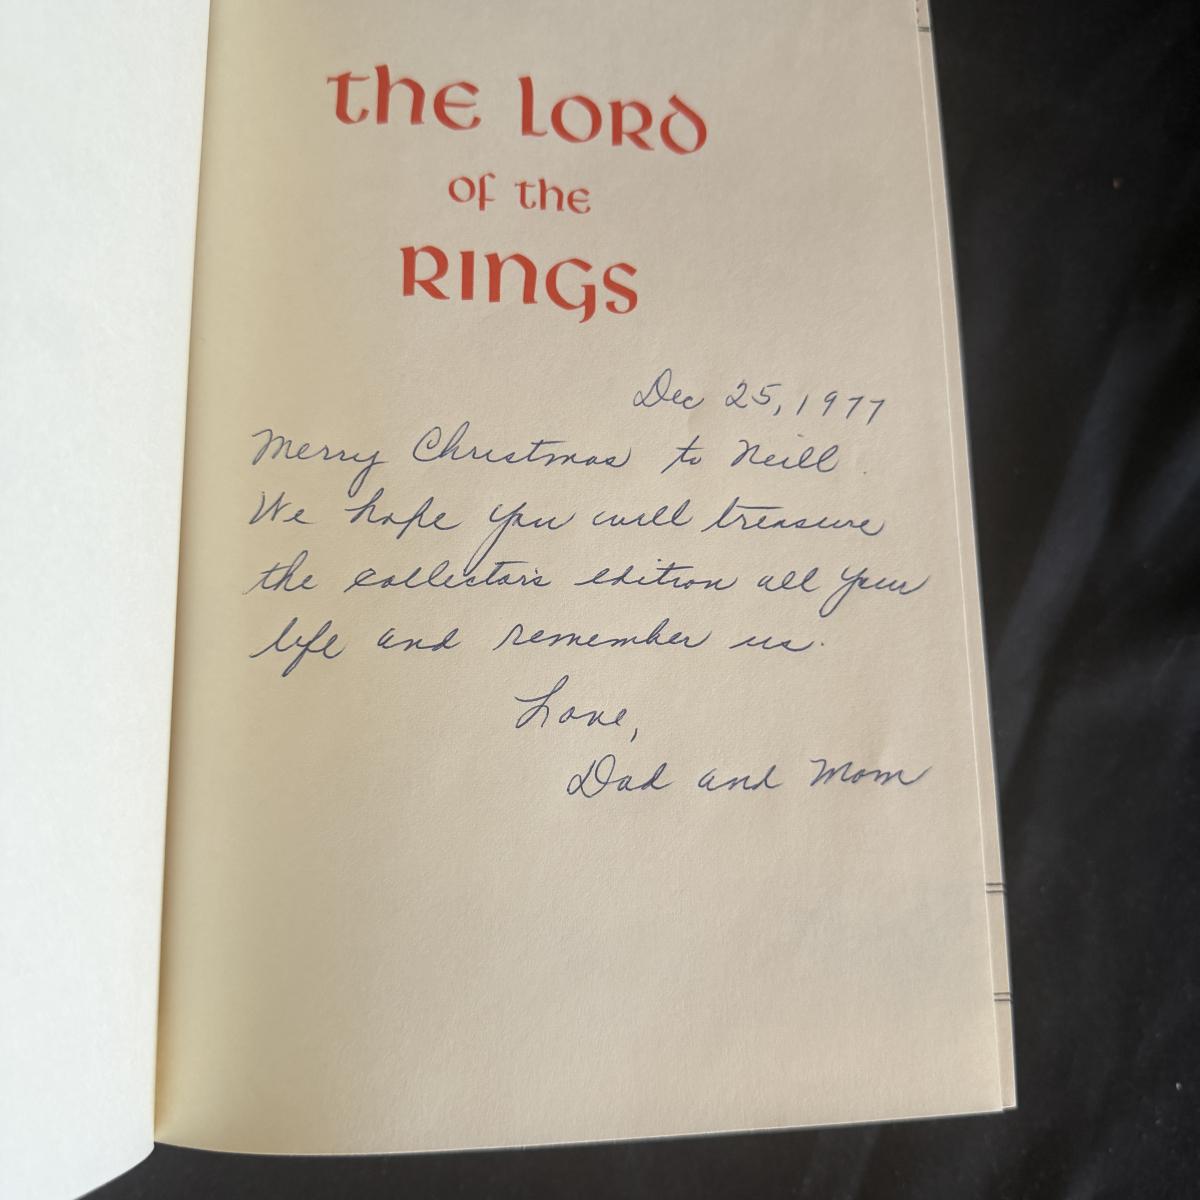 the LORD
of the
RINGS
Dec 25, 1977
Merry Christmas to Neill.
We hope you will treasure
the collector's edition all your
life and remember us.
Love,
Dad and Mom